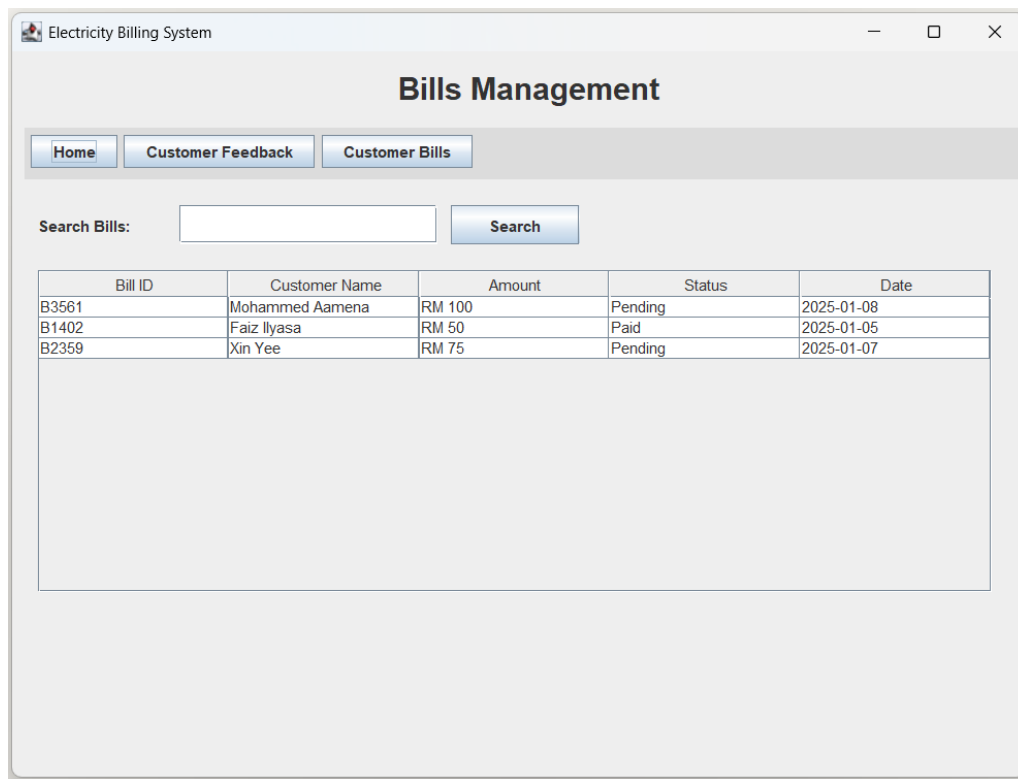 Electricity Billing System
Bills Management
Home Customer Feedback Customer Bills
Search Bills: Search
Bill ID Customer Name Amount Status Date
B3561 Mohammed Aamena RM 100 Pending 2025-01-08
B1402 Faiz Ilyasa RM 50 Paid 2025-01-05
B2359 Xin Yee RM 75 Pending 2025-01-07